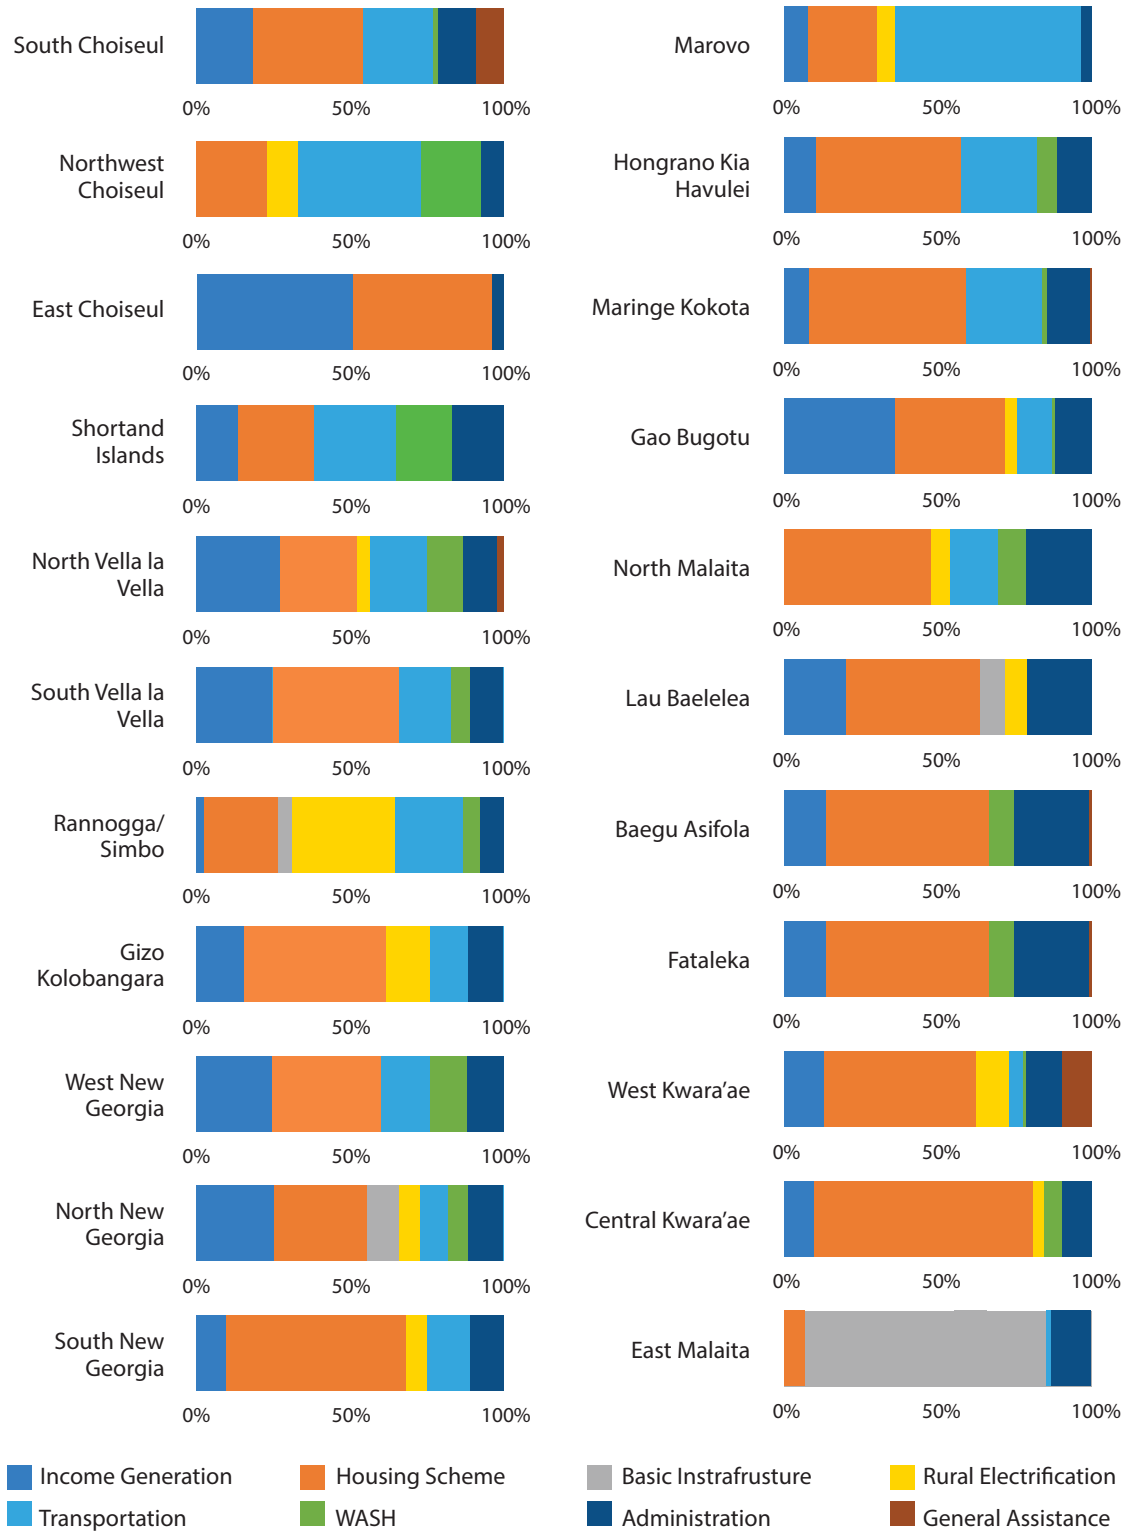 South Choiseul
0% 50% 100%
Northwest
Choiseul
0% 50% 100%
East Choiseul
0% 50% 100%
Shortand
Islands
0% 50% 100%
North Vella la
Vella
0% 50% 100%
South Vella la
Vella
0% 50% 100%
Rannogga/
Simbo
0% 50% 100%
Gizo
Kolobangara
0% 50% 100%
West New
Georgia
0% 50% 100%
North New
Georgia
0% 50% 100%
South New
Georgia
0% 50% 100%
Marovo
0% 50% 100%
Hongrano Kia
Havulei
0% 50% 100%
Maringe Kokota
0% 50% 100%
Gao Bugotu
0% 50% 100%
North Malaita
0% 50% 100%
Lau Baelelea
0% 50% 100%
Baegu Asifola
0% 50% 100%
Fataleka
0% 50% 100%
West Kwara’ae
0% 50% 100%
Central Kwara’ae
0% 50% 100%
East Malaita
0% 50% 100%
Income Generation Housing Scheme Basic Instrafrusture Rural Electrification
Transportation WASH Administration General Assistance